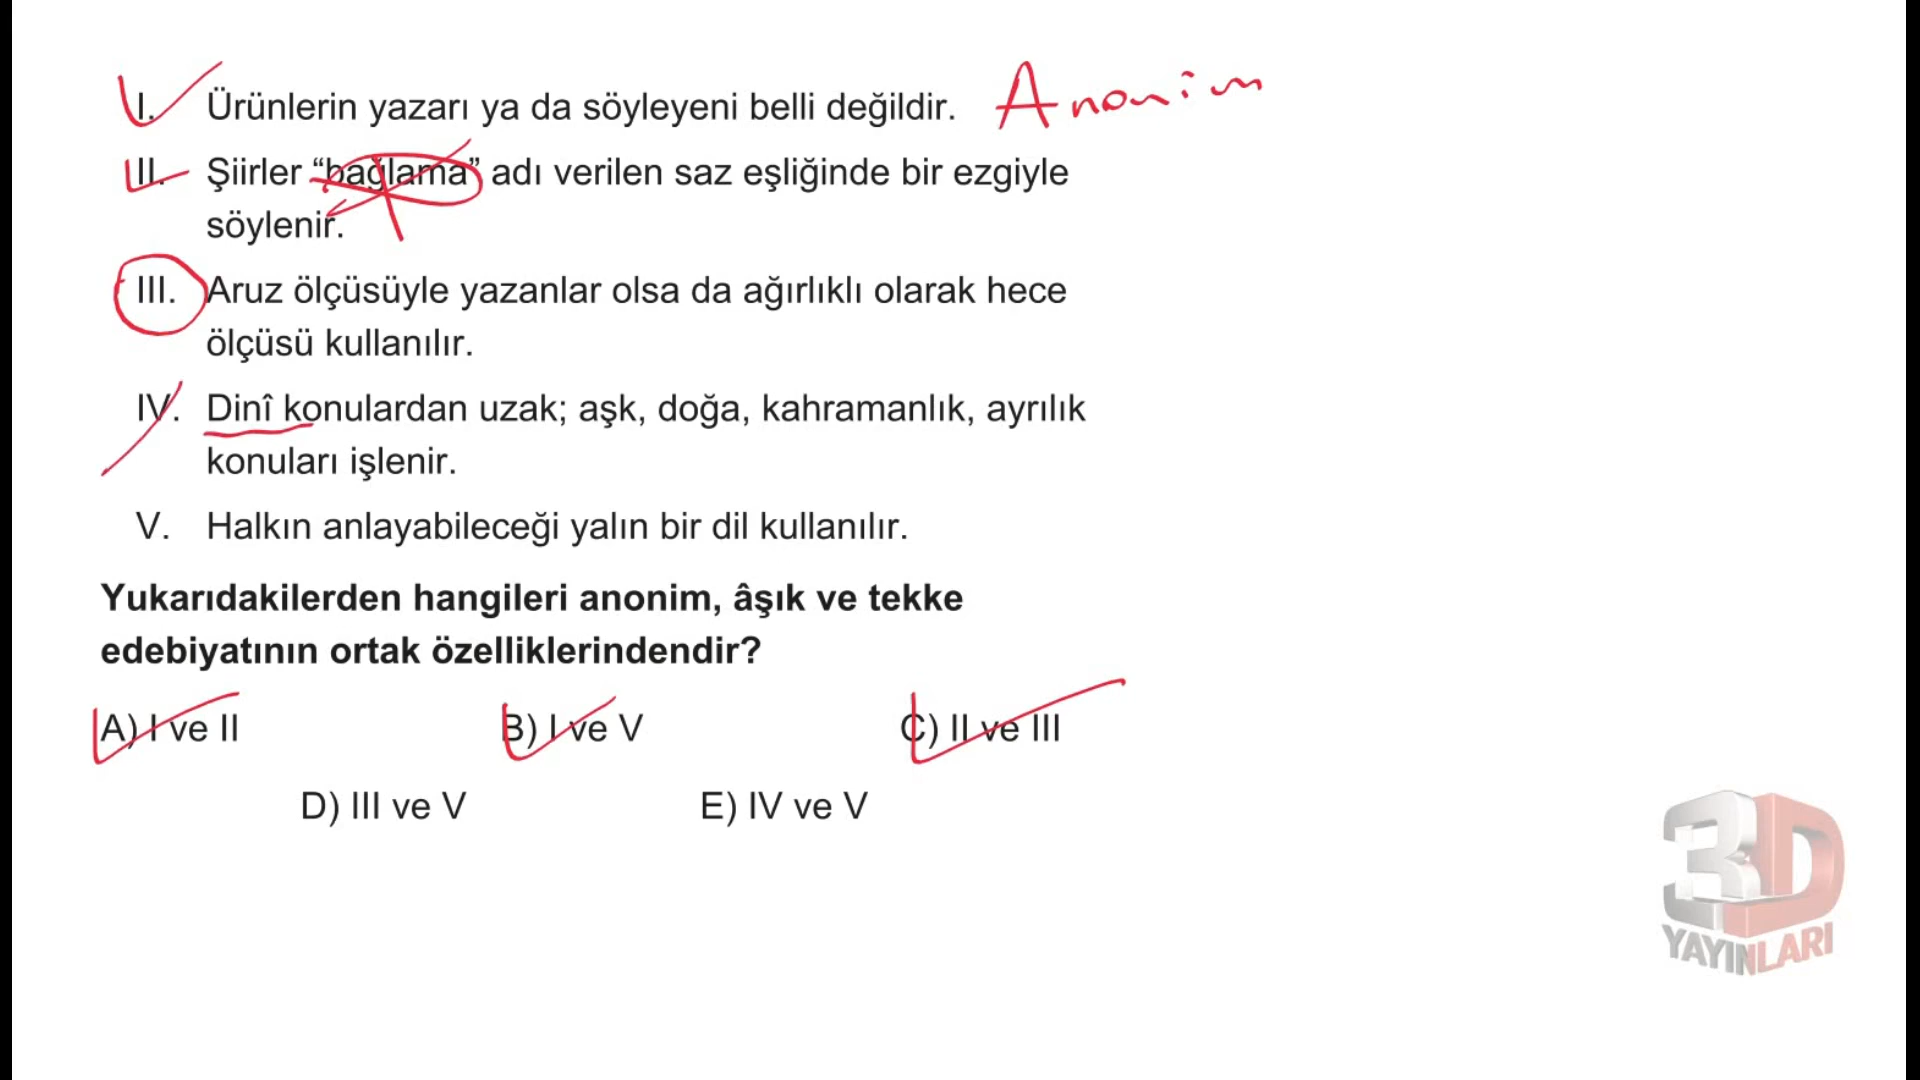 I. Ürünlerin yazarı ya da söyleyeni belli değildir. Anonim
II. Şiirler “bağlama” adı verilen saz eşliğinde bir ezgiyle
söylenir.
III. Aruz ölçüsüyle yazanlar olsa da ağırlıklı olarak hece
ölçüsü kullanılır.
IV. Dinî konulardan uzak; aşk, doğa, kahramanlık, ayrılık
konuları işlenir.
V. Halkın anlayabileceği yalın bir dil kullanılır.
Yukarıdakilerden hangileri anonim, âşık ve tekke
edebiyatının ortak özelliklerindendir?
A) I ve II B) I ve V C) II ve III
D) III ve V E) IV ve V
3D
YAYINLARI